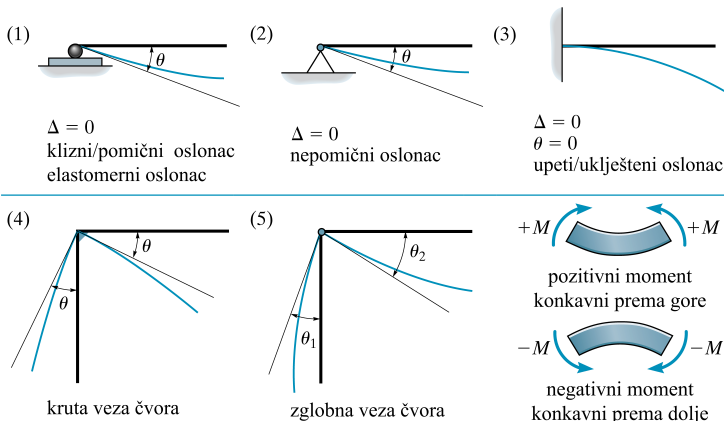 (1)
θ
Δ = 0
klizni/pomični oslonac
elastomerni oslonac
(2)
θ
Δ = 0
nepomični oslonac
(3)
Δ = 0
θ = 0
upeti/uklješteni oslonac
(4)
θ
θ
kruta veza čvora
(5)
θ2
θ1
zglobna veza čvora
+M
+M
pozitivni moment
konkavni prema gore
−M
−M
negativni moment
konkavni prema dolje